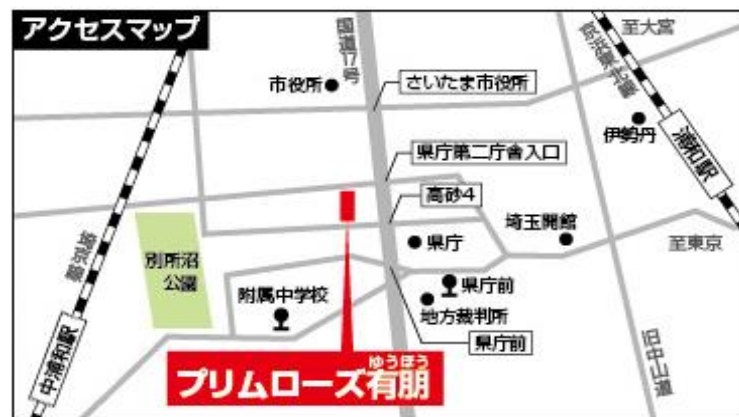 アクセスマップ
国道17号
至大宮
京浜東北線
市役所
さいたま市役所
伊勢丹
浦和駅
県庁第二庁舎入口
高砂4
埼玉開館
県庁
至東京
埼京線
別所沼
公園
附属中学校
県庁前
地方裁判所
県庁前
中浦和駅
旧中山道
ゆうほう
プリムローズ有朋